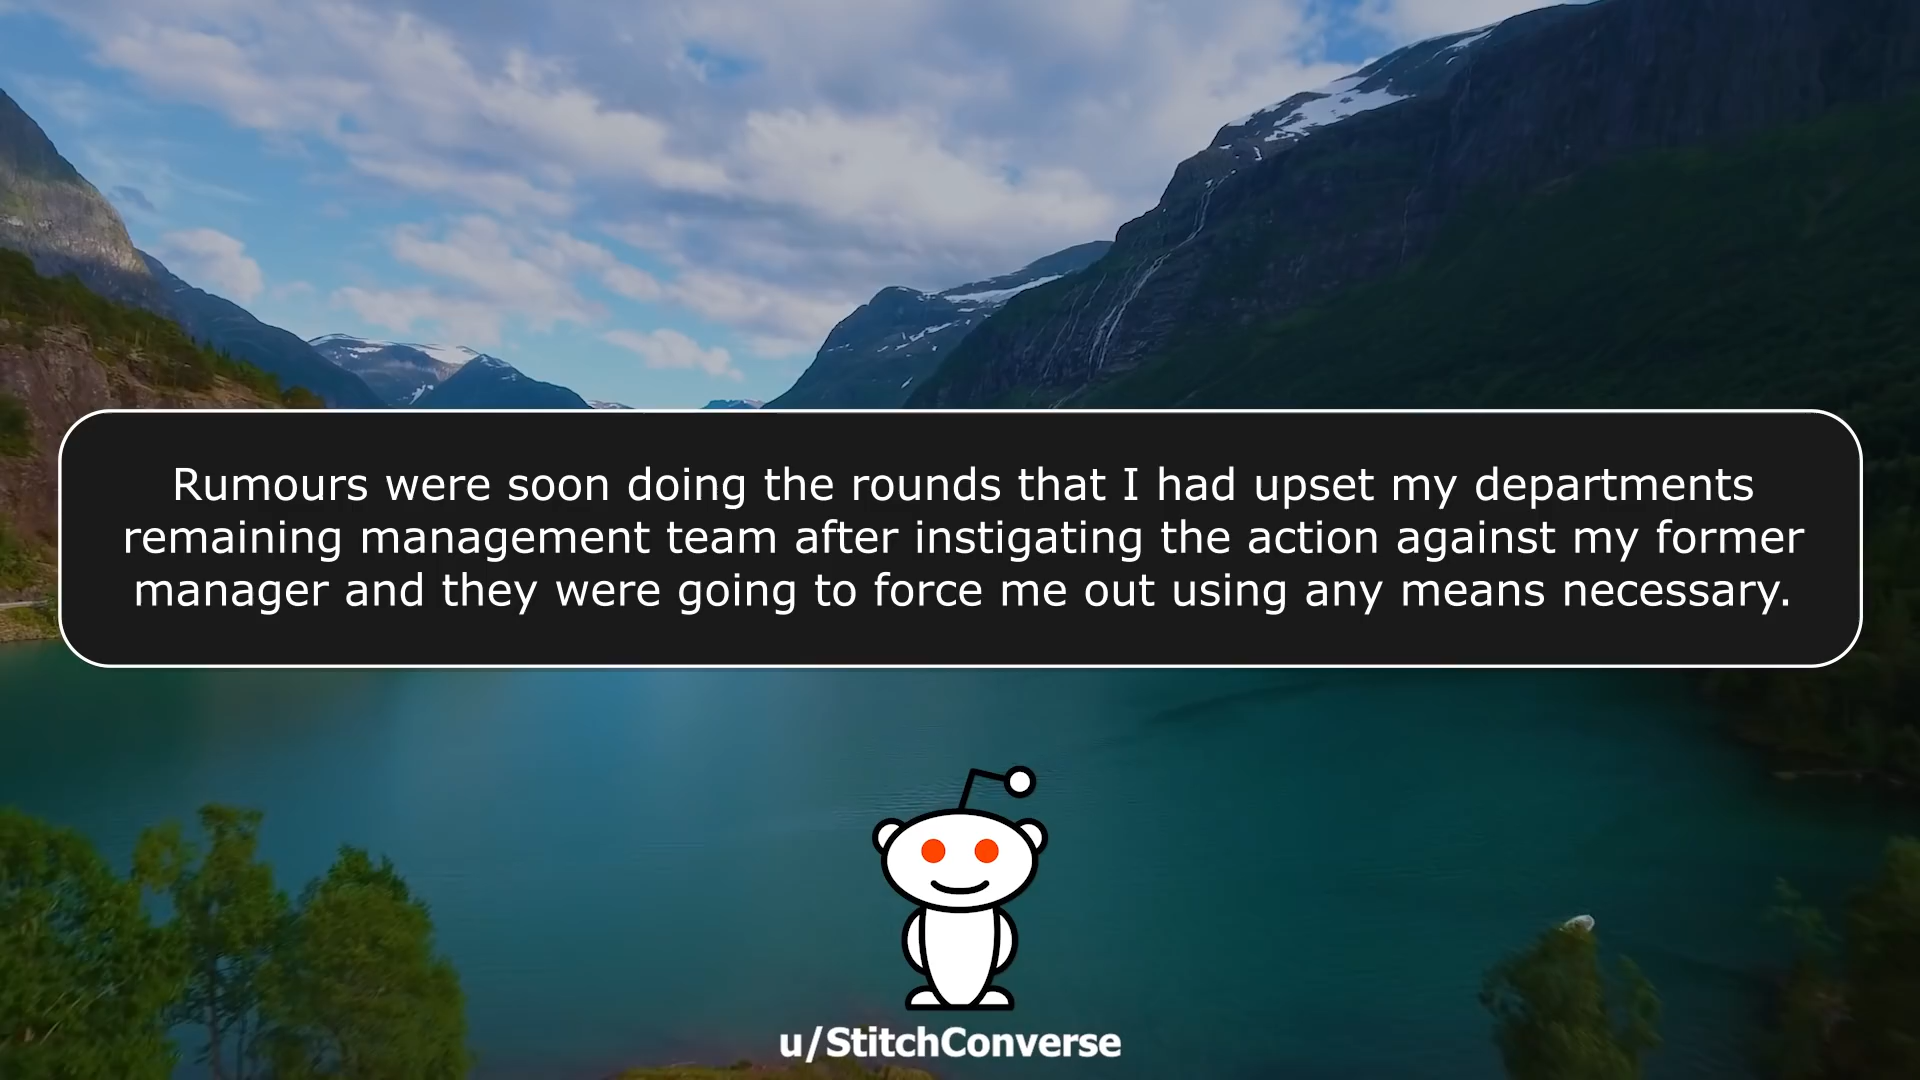 Rumours were soon doing the rounds that I had upset my departments
remaining management team after instigating the action against my former
manager and they were going to force me out using any means necessary.
u/StitchConverse